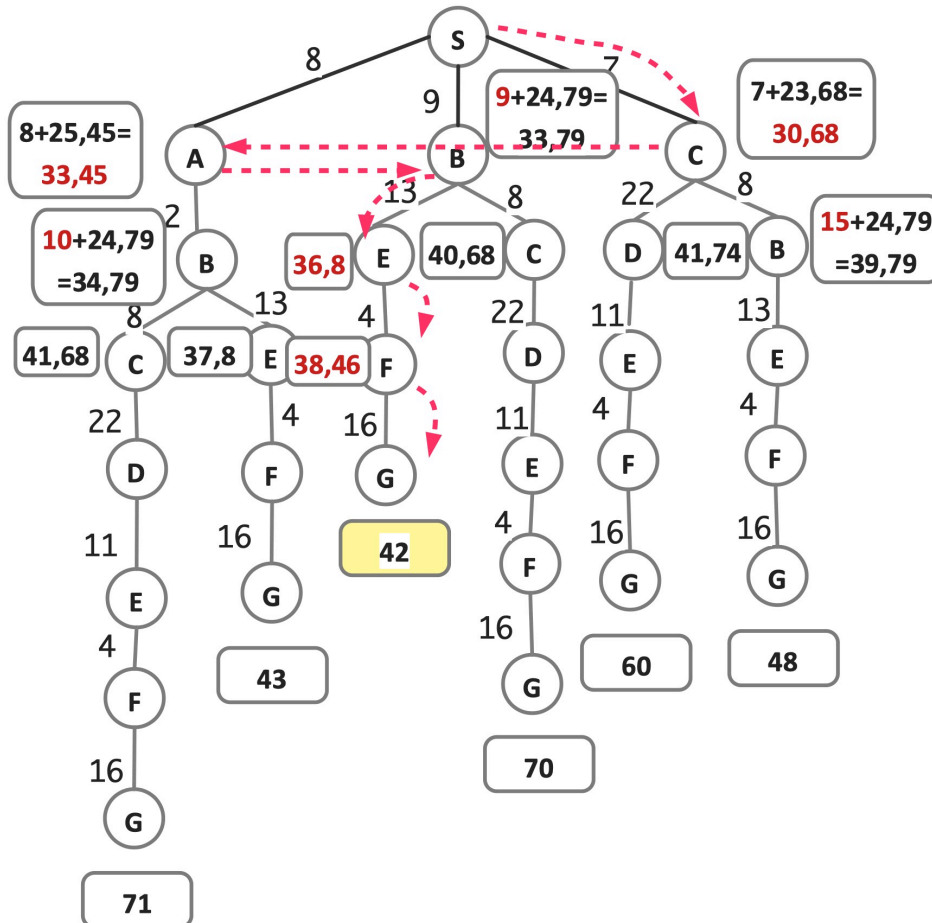 S
8
9
7
8+25,45=
33,45
9+24,79=
33,79
7+23,68=
30,68
A
B
C
2
13
8
22
8
10+24,79
=34,79
B
36,8
E
40,68
C
D
41,74
B
15+24,79
=39,79
8
13
4
22
11
13
41,68
C
37,8
E
38,46
F
D
E
E
22
4
16
11
4
4
D
F
G
E
F
F
11
16
42
4
16
16
E
G
F
G
G
4
43
16
60
48
F
G
16
70
G
71